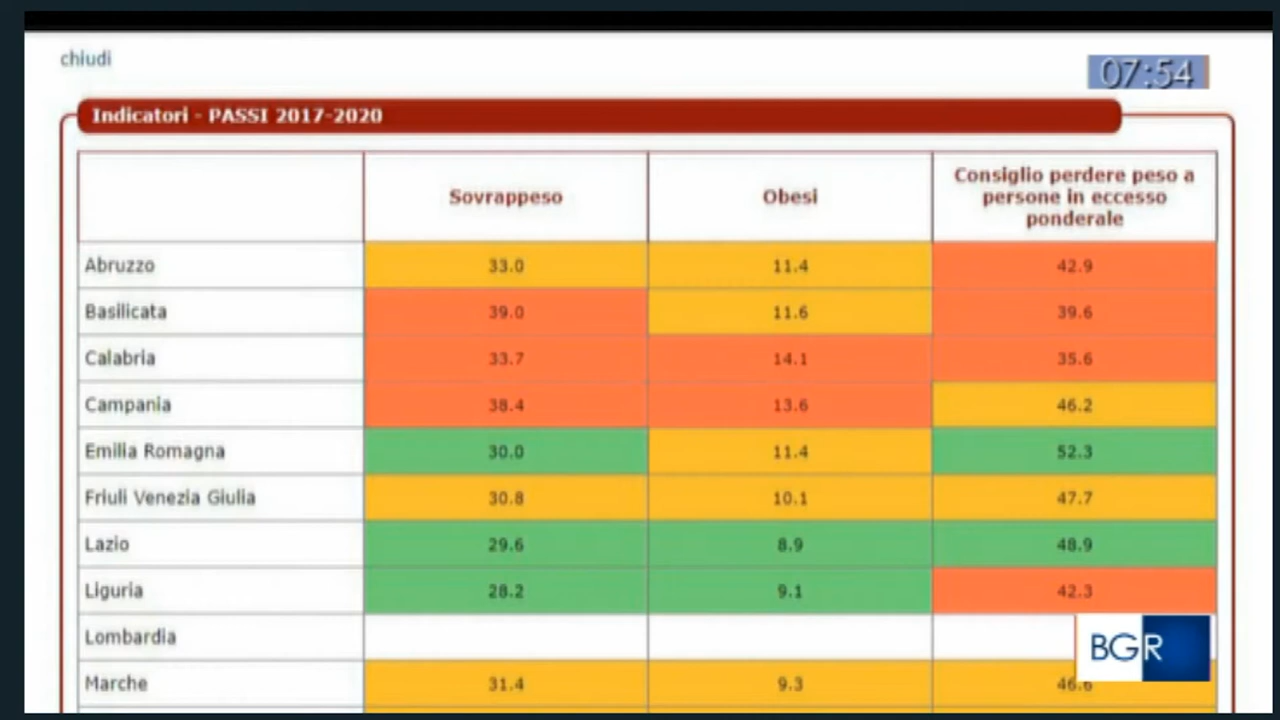 chiudi
07:54
Indicatori - PASSI 2017-2020
Sovrappeso Obesi Consiglio perdere peso a
persone in eccesso
ponderale
Abruzzo 33.0 11.4 42.9
Basilicata 39.0 11.6 39.6
Calabria 33.7 14.1 35.6
Campania 38.4 13.6 46.2
Emilia Romagna 30.0 11.4 52.3
Friuli Venezia Giulia 30.8 10.1 47.7
Lazio 29.6 8.9 48.9
Liguria 28.2 9.1 42.3
Lombardia
BGR
Marche 31.4 9.3 46.6